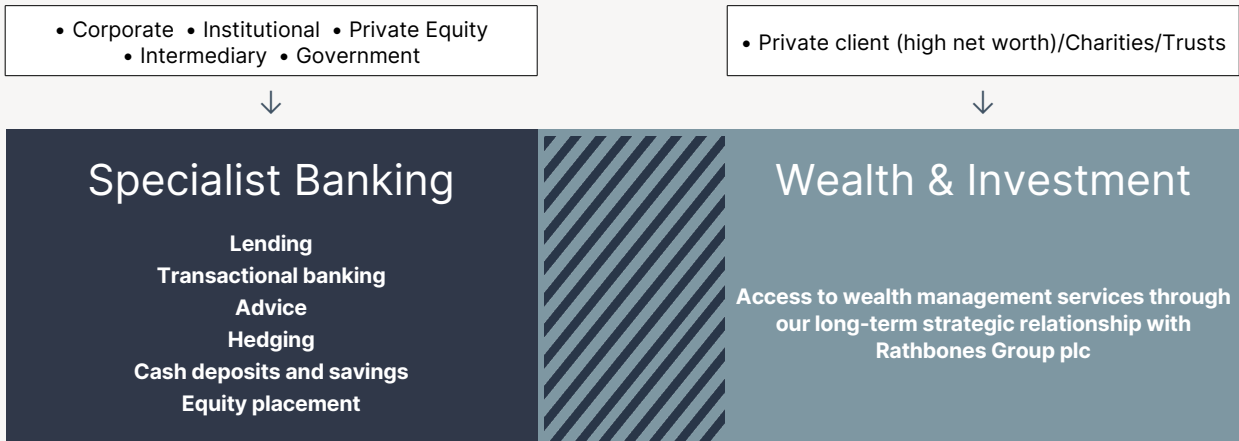 • Corporate • Institutional • Private Equity
• Intermediary • Government
• Private client (high net worth)/Charities/Trusts
Specialist Banking
Lending
Transactional banking
Advice
Hedging
Cash deposits and savings
Equity placement
Wealth & Investment
Access to wealth management services through
our long-term strategic relationship with
Rathbones Group plc